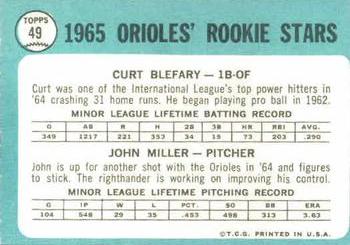 TOPPS
49
1965 ORIOLES' ROOKIE STARS
CURT BLEFARY — 1B-OF
Curt was one of the International League's top power hitters in
'64 crashing 31 home runs. He began playing pro ball in 1962.
MINOR LEAGUE LIFETIME BATTING RECORD
G AB R H 2B 3B HR RBI AVG.
349 1217 221 353 34 15 73 203 .290
JOHN MILLER — PITCHER
John is up for another shot with the Orioles in '64 and figures
to stick. The righthander is working on improving his control.
MINOR LEAGUE LIFETIME PITCHING RECORD
G IP W L PCT. SO BB ERA
104 548 29 35 .453 498 313 3.63
© T.C.G. PRINTED IN U.S.A.